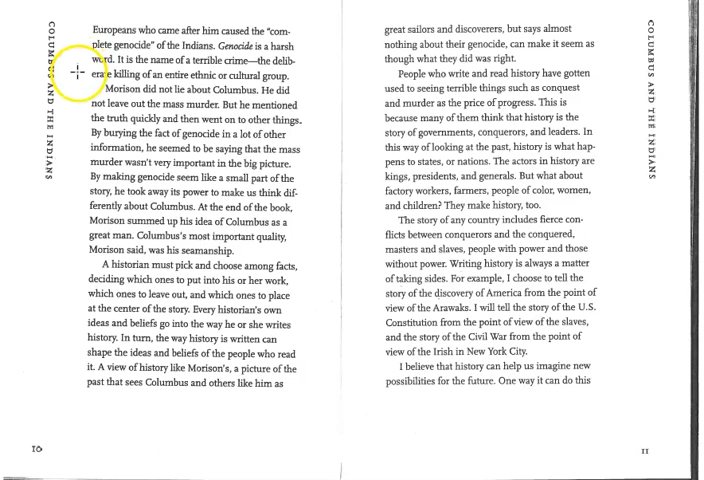 COLUMBUS AND THE INDIANS
Europeans who came after him caused the “com-
plete genocide” of the Indians. Genocide is a harsh
word. It is the name of a terrible crime—the delib-
erate killing of an entire ethnic or cultural group.
Morison did not lie about Columbus. He did
not leave out the mass murder. But he mentioned
the truth quickly and then went on to other things.
By burying the fact of genocide in a lot of other
information, he seemed to be saying that the mass
murder wasn’t very important in the big picture.
By making genocide seem like a small part of the
story, he took away its power to make us think dif-
ferently about Columbus. At the end of the book,
Morison summed up his idea of Columbus as a
great man. Columbus’s most important quality,
Morison said, was his seamanship.
A historian must pick and choose among facts,
deciding which ones to put into his or her work,
which ones to leave out, and which ones to place
at the center of the story. Every historian’s own
ideas and beliefs go into the way he or she writes
history. In turn, the way history is written can
shape the ideas and beliefs of the people who read
it. A view of history like Morison’s, a picture of the
past that sees Columbus and others like him as
10
great sailors and discoverers, but says almost
nothing about their genocide, can make it seem as
though what they did was right.
People who write and read history have gotten
used to seeing terrible things such as conquest
and murder as the price of progress. This is
because many of them think that history is the
story of governments, conquerors, and leaders. In
this way of looking at the past, history is what hap-
pens to states, or nations. The actors in history are
kings, presidents, and generals. But what about
factory workers, farmers, people of color, women,
and children? They make history, too.
The story of any country includes fierce con-
flicts between conquerors and the conquered,
masters and slaves, people with power and those
without power. Writing history is always a matter
of taking sides. For example, I choose to tell the
story of the discovery of America from the point of
view of the Arawaks. I will tell the story of the U.S.
Constitution from the point of view of the slaves,
and the story of the Civil War from the point of
view of the Irish in New York City.
I believe that history can help us imagine new
possibilities for the future. One way it can do this
COLUMBUS AND THE INDIANS
11